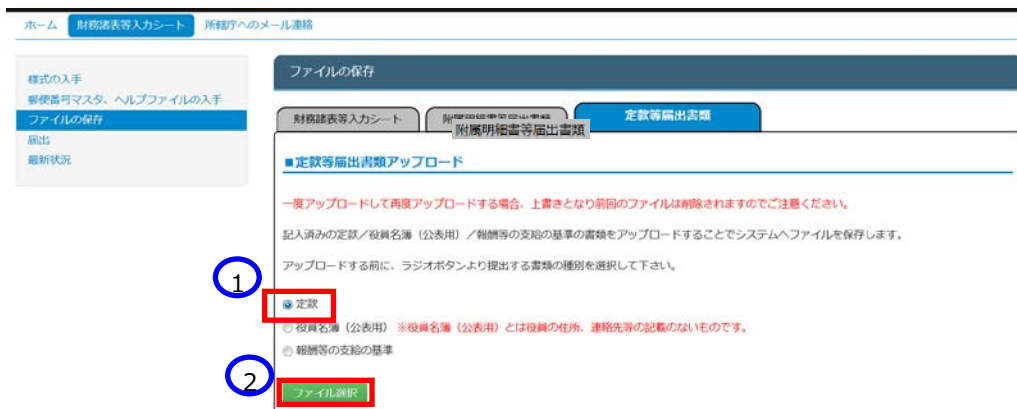 ホーム 財務諸表等入力シート 所轄庁へのメール連絡
様式の入手
郵便番号マスタ、ヘルプファイルの入手
ファイルの保存
届出
最新状況
ファイルの保存
財務諸表等入力シート 附属明細書等届出書類 定款等届出書類
附属明細書等届出書類
■定款等届出書類アップロード
一度アップロードして再度アップロードする場合、上書きとなり前回のファイルは削除されますのでご注意ください。
記入済みの定款/役員名簿（公表用）/報酬等の支給の基準の書類をアップロードすることでシステムへファイルを保存します。
アップロードする前に、ラジオボタンより提出する書類の種別を選択して下さい。
1
定款
役員名簿（公表用） ※役員名簿（公表用）とは役員の住所、連絡先等の記載のないものです。
報酬等の支給の基準
2
ファイル選択